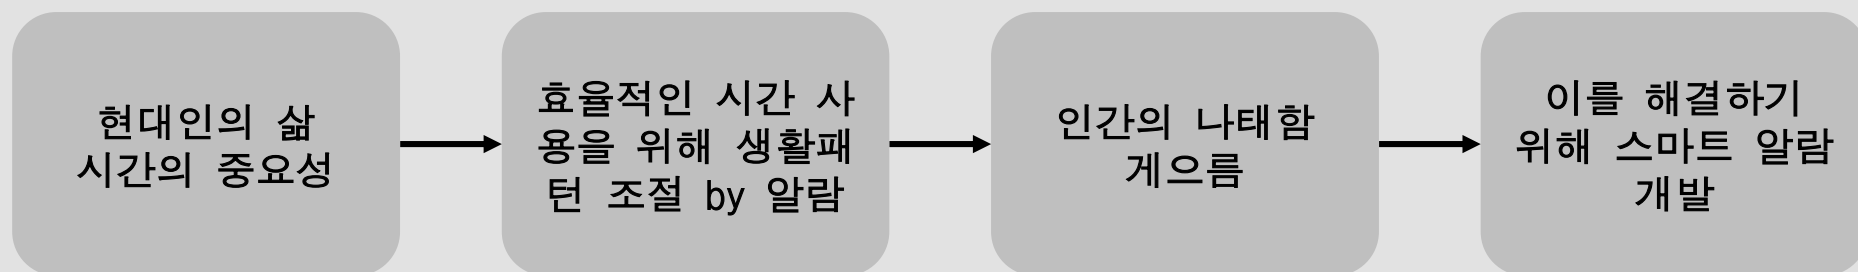 현대인의 삶
시간의 중요성
효율적인 시간 사
용을 위해 생활패
턴 조절 by 알람
인간의 나태함
게으름
이를 해결하기
위해 스마트 알람
개발